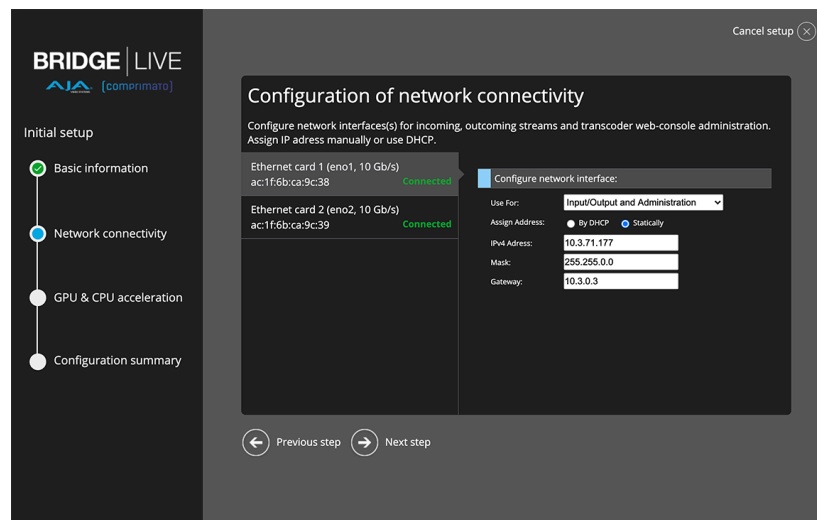 Cancel setup
BRIDGE LIVE
AJA [comprimato]
Initial setup
Basic information
Network connectivity
GPU & CPU acceleration
Configuration summary
Configuration of network connectivity
Configure network interfaces(s) for incoming, outcoming streams and transcoder web-console administration.
Assign IP adress manually or use DHCP.
Ethernet card 1 (eno1, 10 Gb/s)
ac:1f:6b:ca:9c:38 Connected
Ethernet card 2 (eno2, 10 Gb/s)
ac:1f:6b:ca:9c:39 Connected
Configure network interface:
Use For: Input/Output and Administration
Assign Address: By DHCP Statically
IPv4 Adress: 10.3.71.177
Mask: 255.255.0.0
Gateway: 10.3.0.3
Previous step Next step